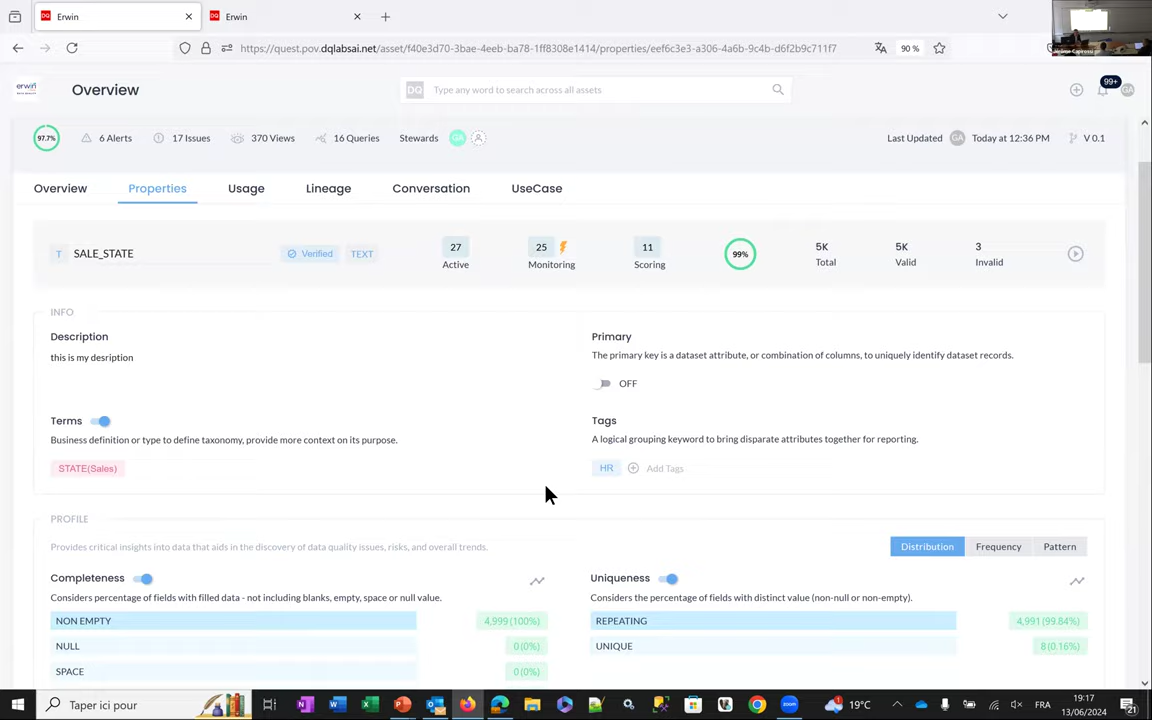 Erwin
Erwin
https://quest.pov.dqlabsai.net/asset/f40e3d70-3bae-4eeb-ba78-1ff8308e1414/properties/eef6c3e3-a306-4a6b-9c4b-d6f2b9c711f7
90 %
erwin
Overview
DQ
Type any word to search across all assets
99+
GA
97.7%
6 Alerts
17 Issues
370 Views
16 Queries
Stewards
GA
Last Updated
GA
Today at 12:36 PM
V 0.1
Overview
Properties
Usage
Lineage
Conversation
UseCase
T
SALE_STATE
Verified
TEXT
27
Active
25
Monitoring
11
Scoring
99%
5K
Total
5K
Valid
3
Invalid
INFO
Description
this is my desription
Primary
The primary key is a dataset attribute, or combination of columns, to uniquely identify dataset records.
OFF
Terms
Business definition or type to define taxonomy, provide more context on its purpose.
STATE(Sales)
Tags
A logical grouping keyword to bring disparate attributes together for reporting.
HR
Add Tags
PROFILE
Provides critical insights into data that aids in the discovery of data quality issues, risks, and overall trends.
Distribution
Frequency
Pattern
Completeness
Considers percentage of fields with filled data - not including blanks, empty, space or null value.
NON EMPTY
4,999 (100%)
NULL
0 (0%)
SPACE
0 (0%)
Uniqueness
Considers the percentage of fields with distinct value (non-null or non-empty).
REPEATING
4,991 (99.84%)
UNIQUE
8 (0.16%)
Taper ici pour
zoom
19°C
FRA
19:17
13/06/2024
21